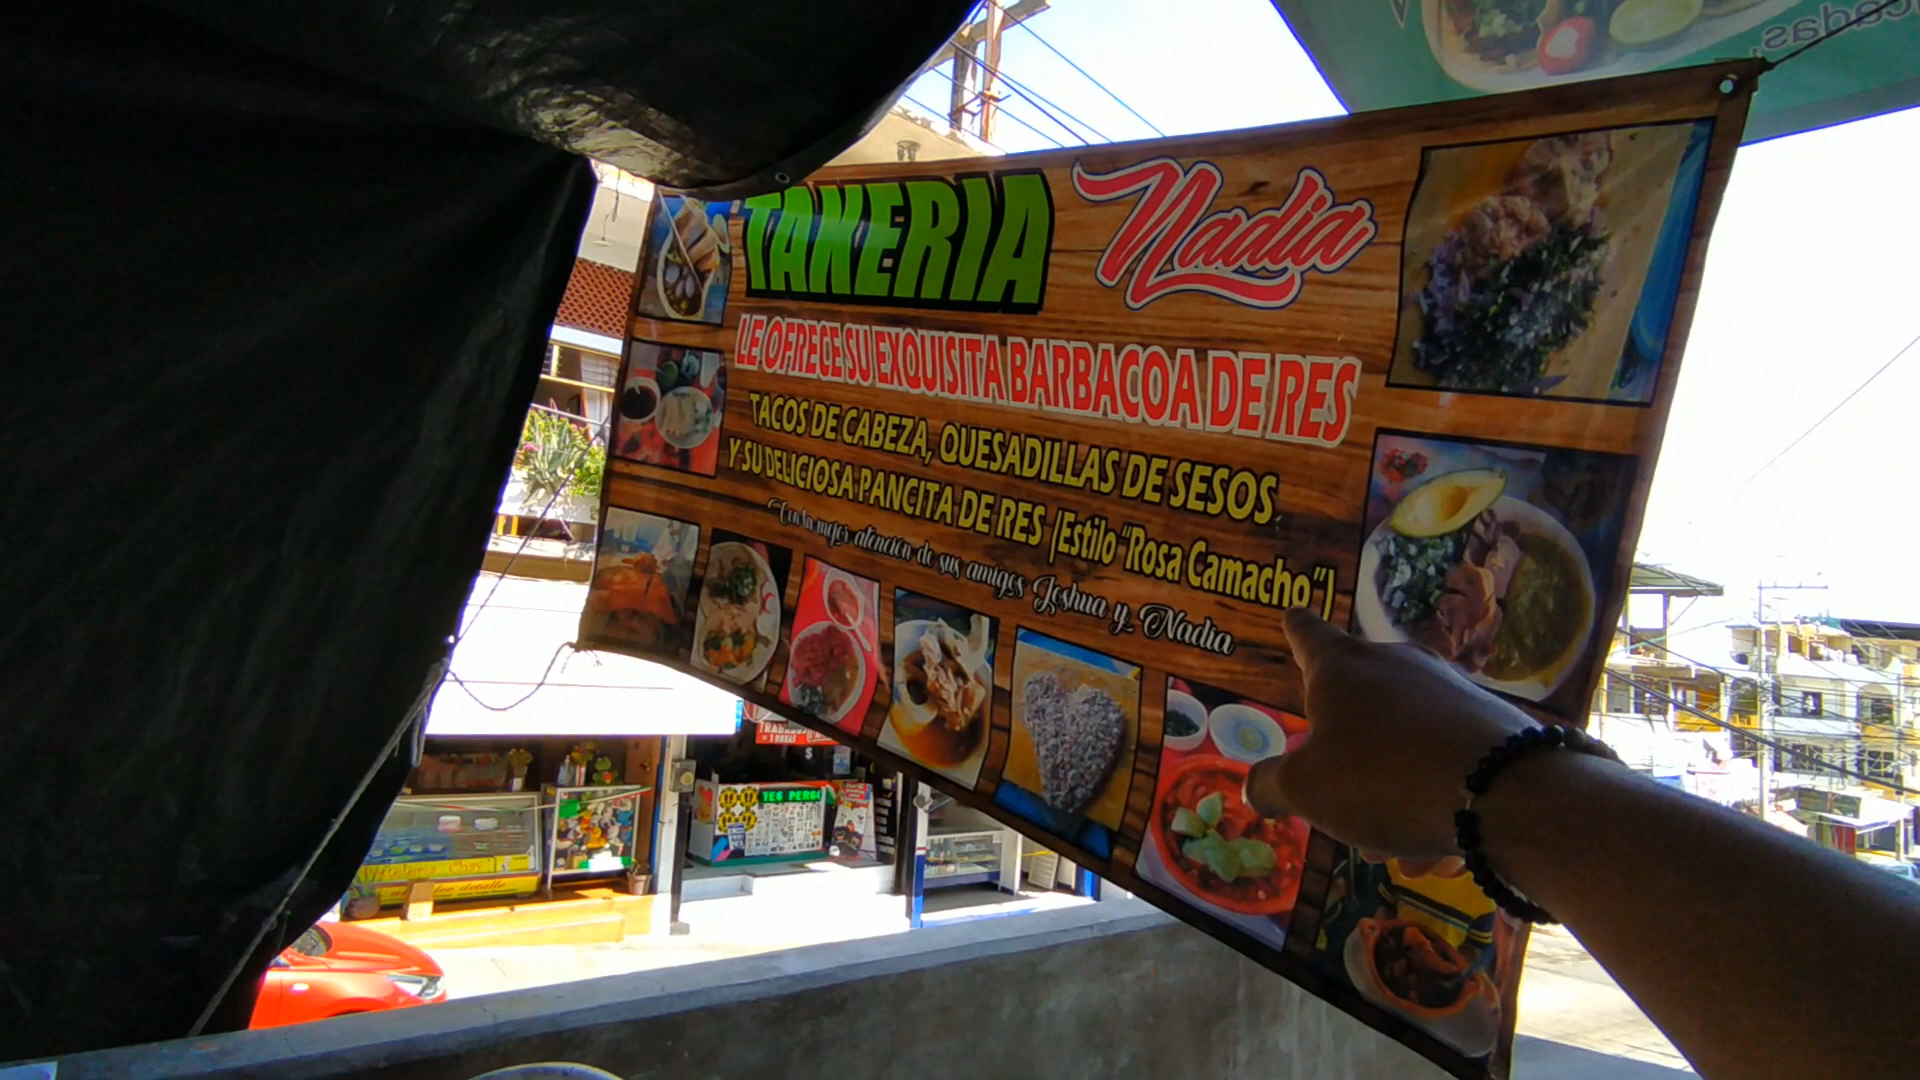 TAKERIA Nadia
LE OFRECE SU EXQUISITA BARBACOA DE RES
TACOS DE CABEZA, QUESADILLAS DE SESOS
Y SU DELICIOSA PANCITA DE RES (Estilo "Rosa Camacho")
Con la mejor atención de sus amigos Joshua y Nadia